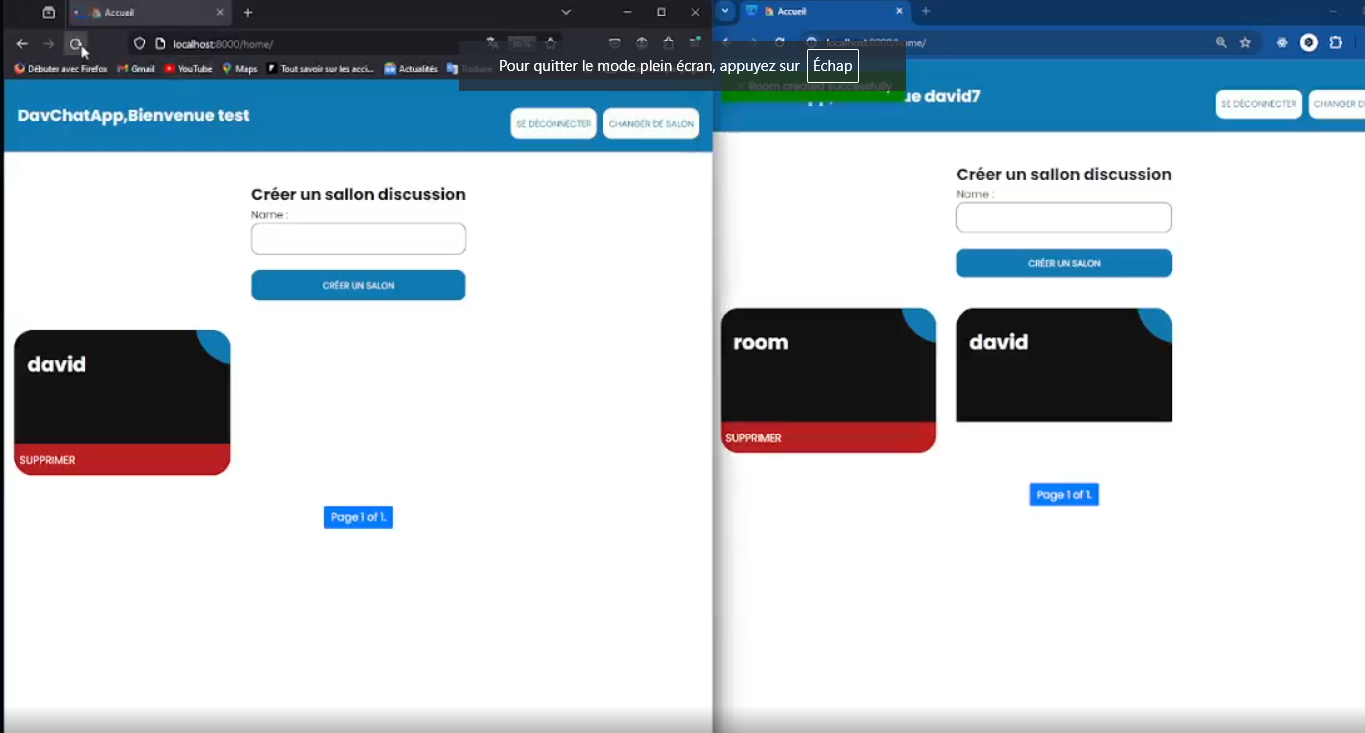 Accueil
Accueil
localhost:8000/home/
90%
localhost:8000/home/
Débuter avec Firefox
Gmail
YouTube
Maps
Tout savoir sur les acci...
Actualités
Traduire
Pour quitter le mode plein écran, appuyez sur Échap
Room created successfully
DavChatApp,Bienvenue test
SE DÉCONNECTER
CHANGER DE SALON
Créer un sallon discussion
Name :
CRÉER UN SALON
david
SUPPRIMER
Page 1 of 1.
ue david7
SE DÉCONNECTER
CHANGER D
Créer un sallon discussion
Name :
CRÉER UN SALON
room
SUPPRIMER
david
Page 1 of 1.